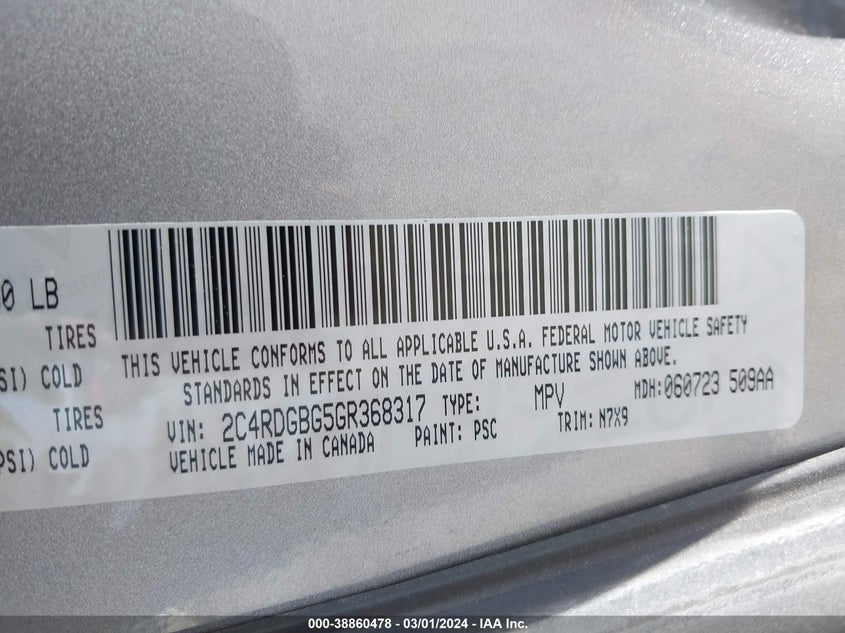 0 LB
TIRES
SI) COLD
TIRES
PSI) COLD
THIS VEHICLE CONFORMS TO ALL APPLICABLE U.S.A. FEDERAL MOTOR VEHICLE SAFETY
STANDARDS IN EFFECT ON THE DATE OF MANUFACTURE SHOWN ABOVE.
VIN: 2C4RDGBG5GR368317 TYPE: MPV MDH:060723 509AA
VEHICLE MADE IN CANADA PAINT: PSC TRIM: N7X9
000-38860478 - 03/01/2024 - IAA Inc.